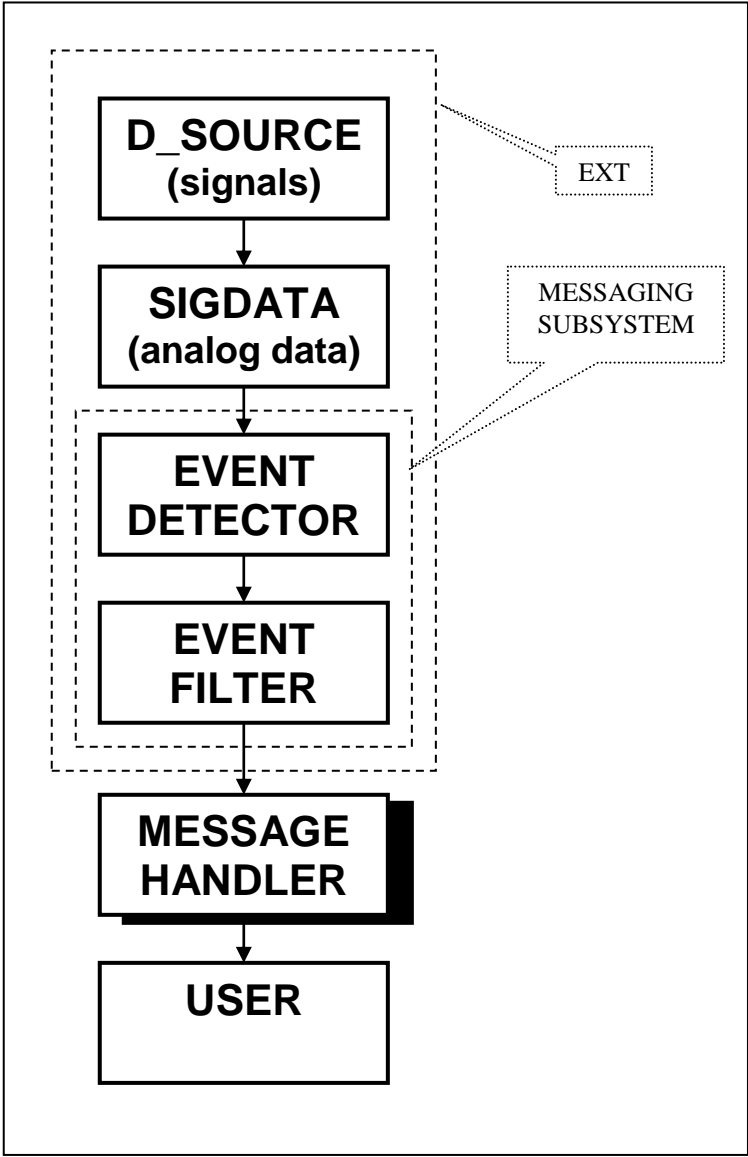 D_SOURCE
(signals)
EXT
SIGDATA
(analog data)
MESSAGING
SUBSYSTEM
EVENT
DETECTOR
EVENT
FILTER
MESSAGE
HANDLER
USER